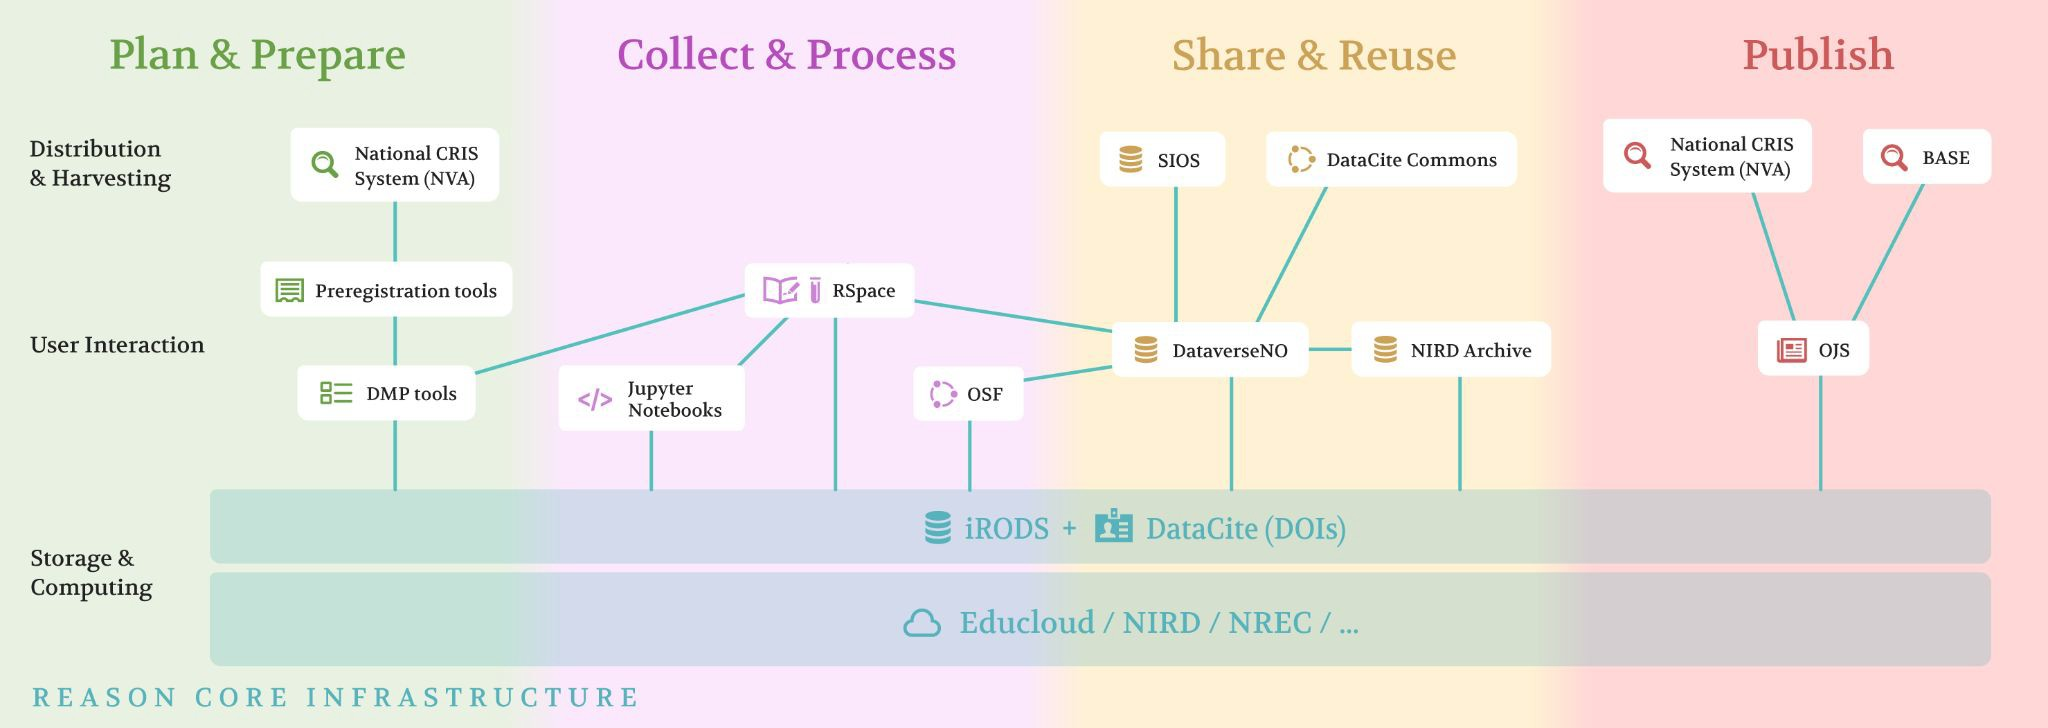 Plan & Prepare
Collect & Process
Share & Reuse
Publish
Distribution
& Harvesting
National CRIS
System (NVA)
SIOS
DataCite Commons
National CRIS
System (NVA)
BASE
User Interaction
Preregistration tools
RSpace
DataverseNO
NIRD Archive
OJS
DMP tools
</>
Jupyter
Notebooks
OSF
Storage &
Computing
iRODS + DataCite (DOIs)
Educloud / NIRD / NREC / ...
REASON CORE INFRASTRUCTURE